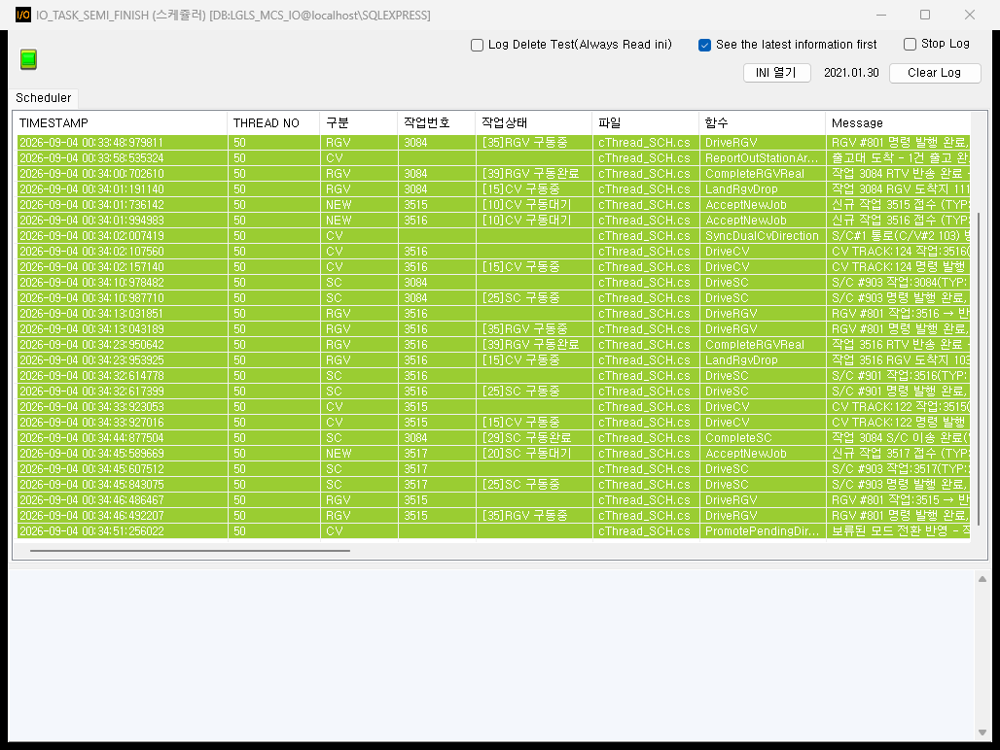 I/O IO_TASK_SEMI_FINISH (스케쥴러) [DB:LGLS_MCS_IO@localhost\SQLEXPRESS]
Log Delete Test(Always Read ini) See the latest information first Stop Log
INI 열기 2021.01.30 Clear Log
Scheduler
TIMESTAMP THREAD NO 구분 작업번호 작업상태 파일 함수 Message
2026-09-04 00:33:48:979811 50 RGV 3084 [35]RGV 구동중 cThread_SCH.cs DriveRGV RGV #801 명령 발행 완료,
2026-09-04 00:33:58:535324 50 CV cThread_SCH.cs ReportOutStationAr... 출고대 도착 - 1건 출고 완
2026-09-04 00:34:00:702610 50 RGV 3084 [39]RGV 구동완료 cThread_SCH.cs CompleteRGVReal 작업 3084 RTV 반송 완료 -
2026-09-04 00:34:01:191140 50 RGV 3084 [15]CV 구동중 cThread_SCH.cs LandRgvDrop 작업 3084 RGV 도착지 111
2026-09-04 00:34:01:736142 50 NEW 3515 [10]CV 구동대기 cThread_SCH.cs AcceptNewJob 신규 작업 3515 접수 (TYP:
2026-09-04 00:34:01:994983 50 NEW 3516 [10]CV 구동대기 cThread_SCH.cs AcceptNewJob 신규 작업 3516 접수 (TYP:
2026-09-04 00:34:02:007419 50 CV cThread_SCH.cs SyncDualCvDirection S/C#1 통로(C/V#2 103) 방
2026-09-04 00:34:02:107560 50 CV 3516 cThread_SCH.cs DriveCV CV TRACK:124 작업:3516(
2026-09-04 00:34:02:157140 50 CV 3516 [15]CV 구동중 cThread_SCH.cs DriveCV CV TRACK:124 명령 발행
2026-09-04 00:34:10:978482 50 SC 3084 cThread_SCH.cs DriveSC S/C #903 작업:3084(TYP:
2026-09-04 00:34:10:987710 50 SC 3084 [25]SC 구동중 cThread_SCH.cs DriveSC S/C #903 명령 발행 완료,
2026-09-04 00:34:13:031851 50 RGV 3516 cThread_SCH.cs DriveRGV RGV #801 작업:3516 → 반
2026-09-04 00:34:13:043189 50 RGV 3516 [35]RGV 구동중 cThread_SCH.cs DriveRGV RGV #801 명령 발행 완료,
2026-09-04 00:34:23:950642 50 RGV 3516 [39]RGV 구동완료 cThread_SCH.cs CompleteRGVReal 작업 3516 RTV 반송 완료 -
2026-09-04 00:34:23:953925 50 RGV 3516 [15]CV 구동중 cThread_SCH.cs LandRgvDrop 작업 3516 RGV 도착지 103
2026-09-04 00:34:32:614778 50 SC 3516 cThread_SCH.cs DriveSC S/C #901 작업:3516(TYP:
2026-09-04 00:34:32:617399 50 SC 3516 [25]SC 구동중 cThread_SCH.cs DriveSC S/C #901 명령 발행 완료,
2026-09-04 00:34:33:923053 50 CV 3515 cThread_SCH.cs DriveCV CV TRACK:122 작업:3515(
2026-09-04 00:34:33:927016 50 CV 3515 [15]CV 구동중 cThread_SCH.cs DriveCV CV TRACK:122 명령 발행
2026-09-04 00:34:44:877504 50 SC 3084 [29]SC 구동완료 cThread_SCH.cs CompleteSC 작업 3084 S/C 이송 완료(
2026-09-04 00:34:45:589669 50 NEW 3517 [20]SC 구동대기 cThread_SCH.cs AcceptNewJob 신규 작업 3517 접수 (TYP:
2026-09-04 00:34:45:607512 50 SC 3517 cThread_SCH.cs DriveSC S/C #903 작업:3517(TYP:
2026-09-04 00:34:45:843075 50 SC 3517 [25]SC 구동중 cThread_SCH.cs DriveSC S/C #903 명령 발행 완료,
2026-09-04 00:34:46:486467 50 RGV 3515 cThread_SCH.cs DriveRGV RGV #801 작업:3515 → 반
2026-09-04 00:34:46:492207 50 RGV 3515 [35]RGV 구동중 cThread_SCH.cs DriveRGV RGV #801 명령 발행 완료,
2026-09-04 00:34:51:256022 50 CV cThread_SCH.cs PromotePendingDir... 보류된 모드 전환 반영 -